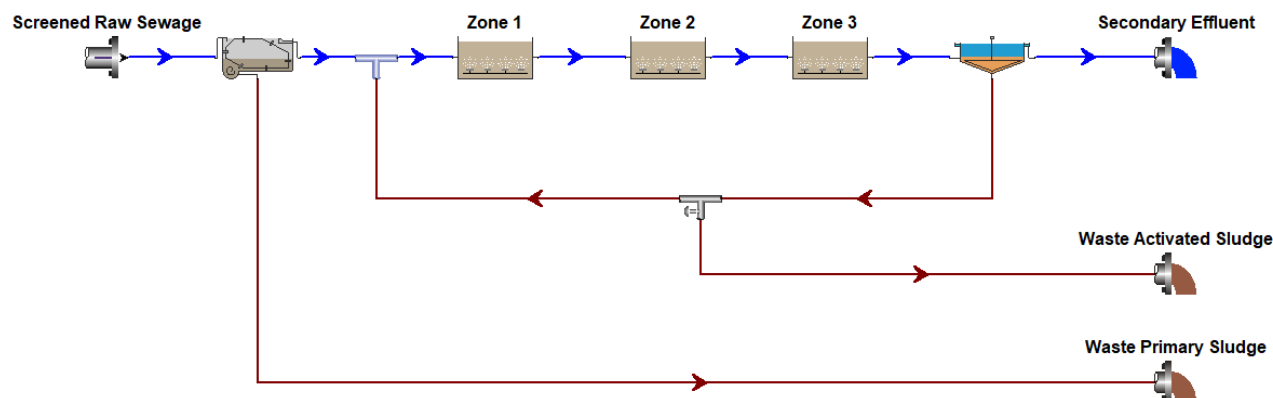 Screened Raw Sewage
Zone 1
Zone 2
Zone 3
Secondary Effluent
Waste Activated Sludge
Waste Primary Sludge